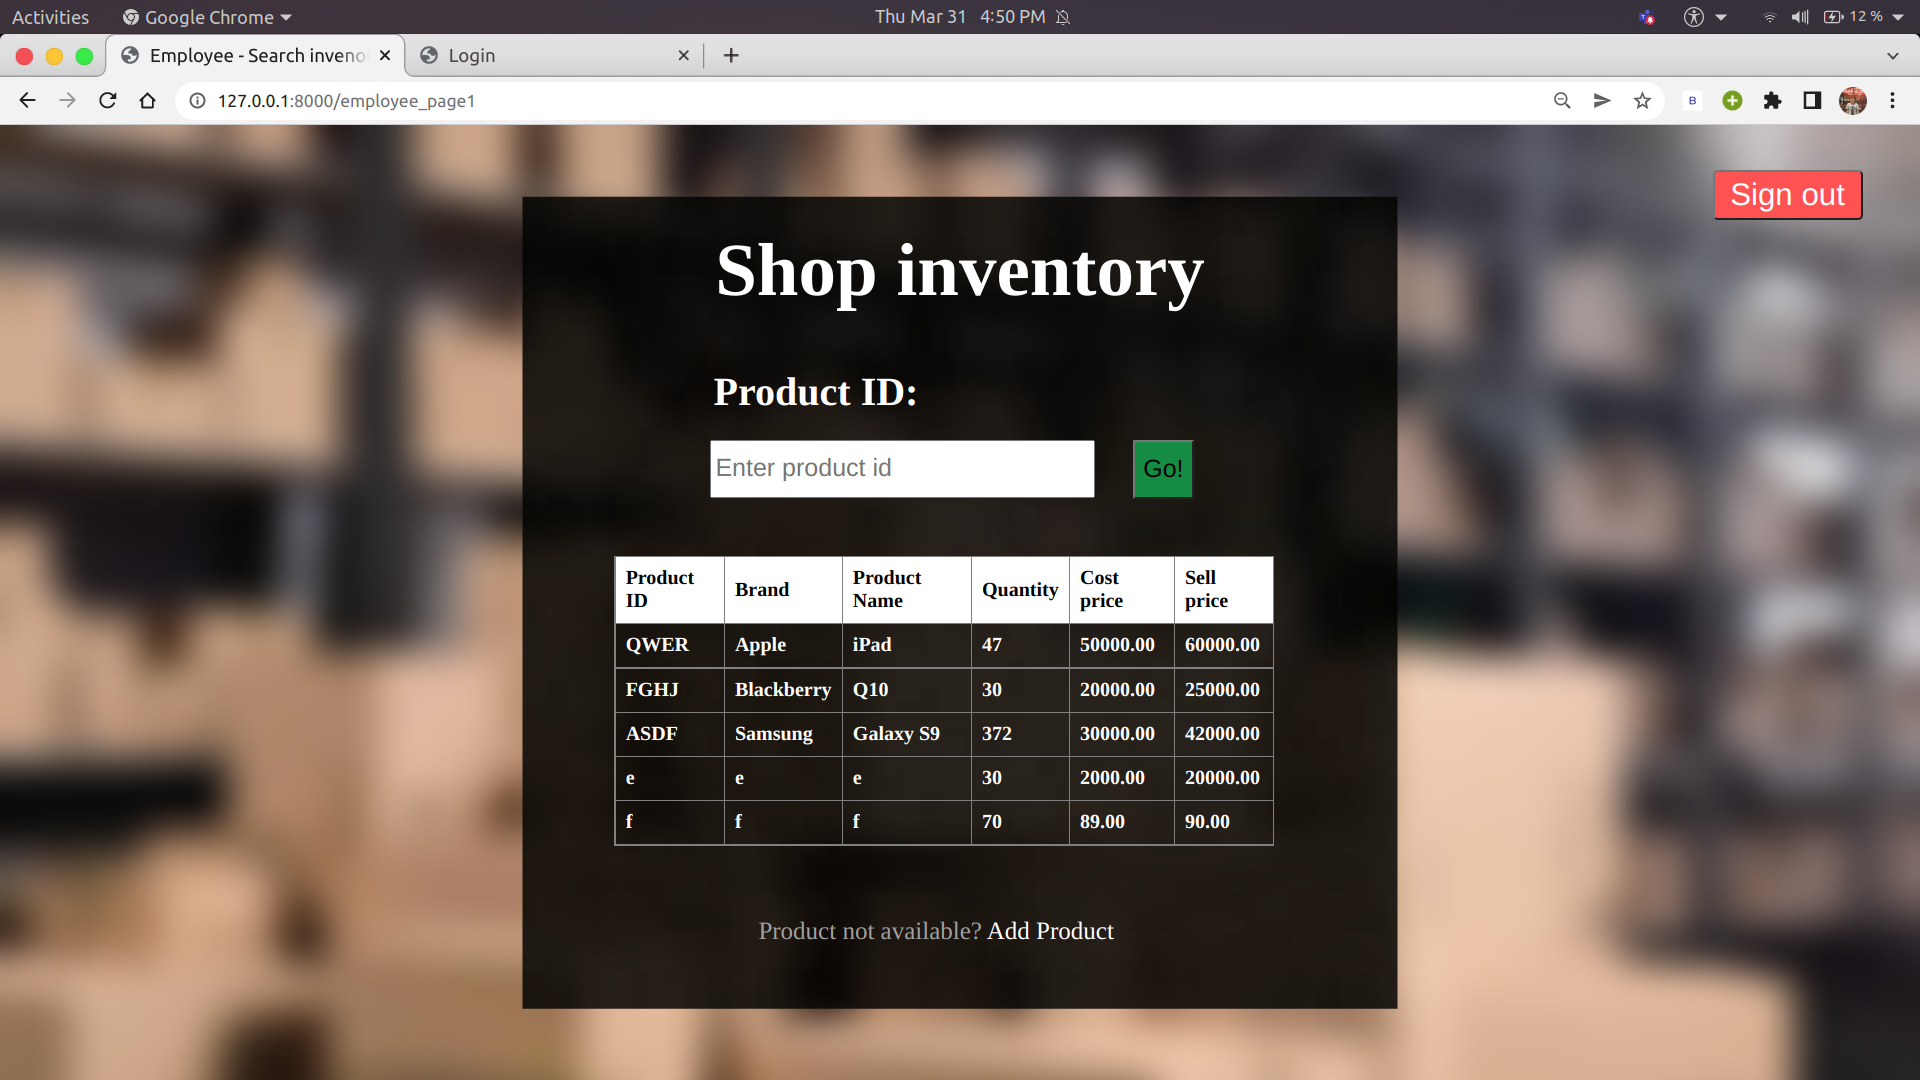 Activities Google Chrome Thu Mar 31 4:50 PM 12 %
Employee - Search inven Login
127.0.0.1:8000/employee_page1
B
Sign out
Shop inventory
Product ID:
Enter product id Go!
Product ID Brand Product Name Quantity Cost price Sell price
QWER Apple iPad 47 50000.00 60000.00
FGHJ Blackberry Q10 30 20000.00 25000.00
ASDF Samsung Galaxy S9 372 30000.00 42000.00
e e e 30 2000.00 20000.00
f f f 70 89.00 90.00
Product not available? Add Product